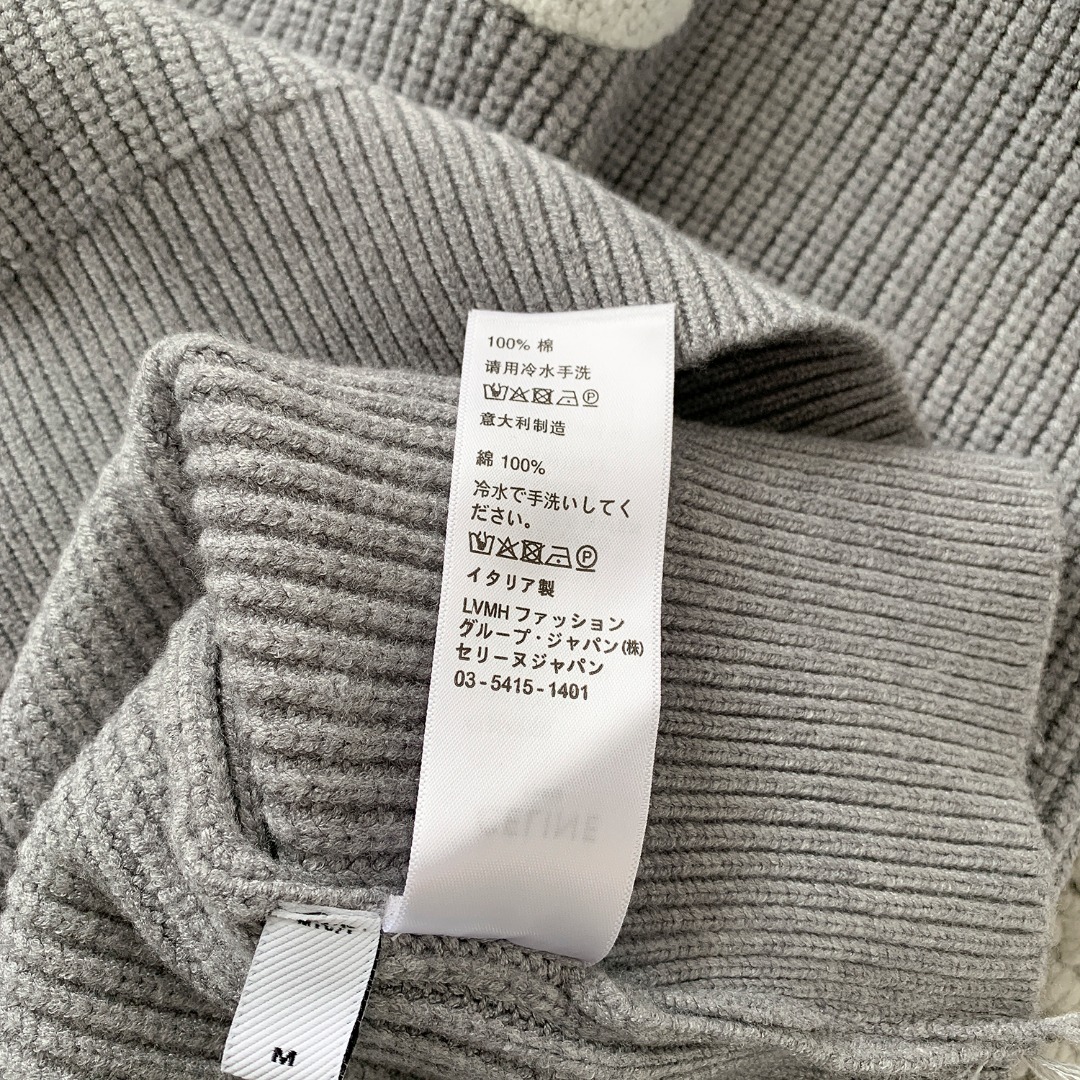 100% 棉
请用冷水手洗
P
意大利制造
綿 100%
冷水で手洗いしてく
ださい。
P
イタリア製
LVMH ファッション
グループ・ジャパン(株)
セリーヌジャパン
03-5415-1401
CELINE
M